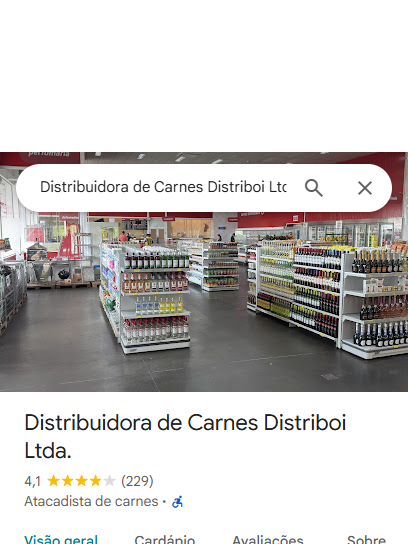 perfumaria
Distribuidora de Carnes Distriboi Ltd
Distribuidora de Carnes Distriboi
Ltda.
4,1 ★★★★★ (229)
Atacadista de carnes ·
Visão geral Cardápio Avaliações Sobre